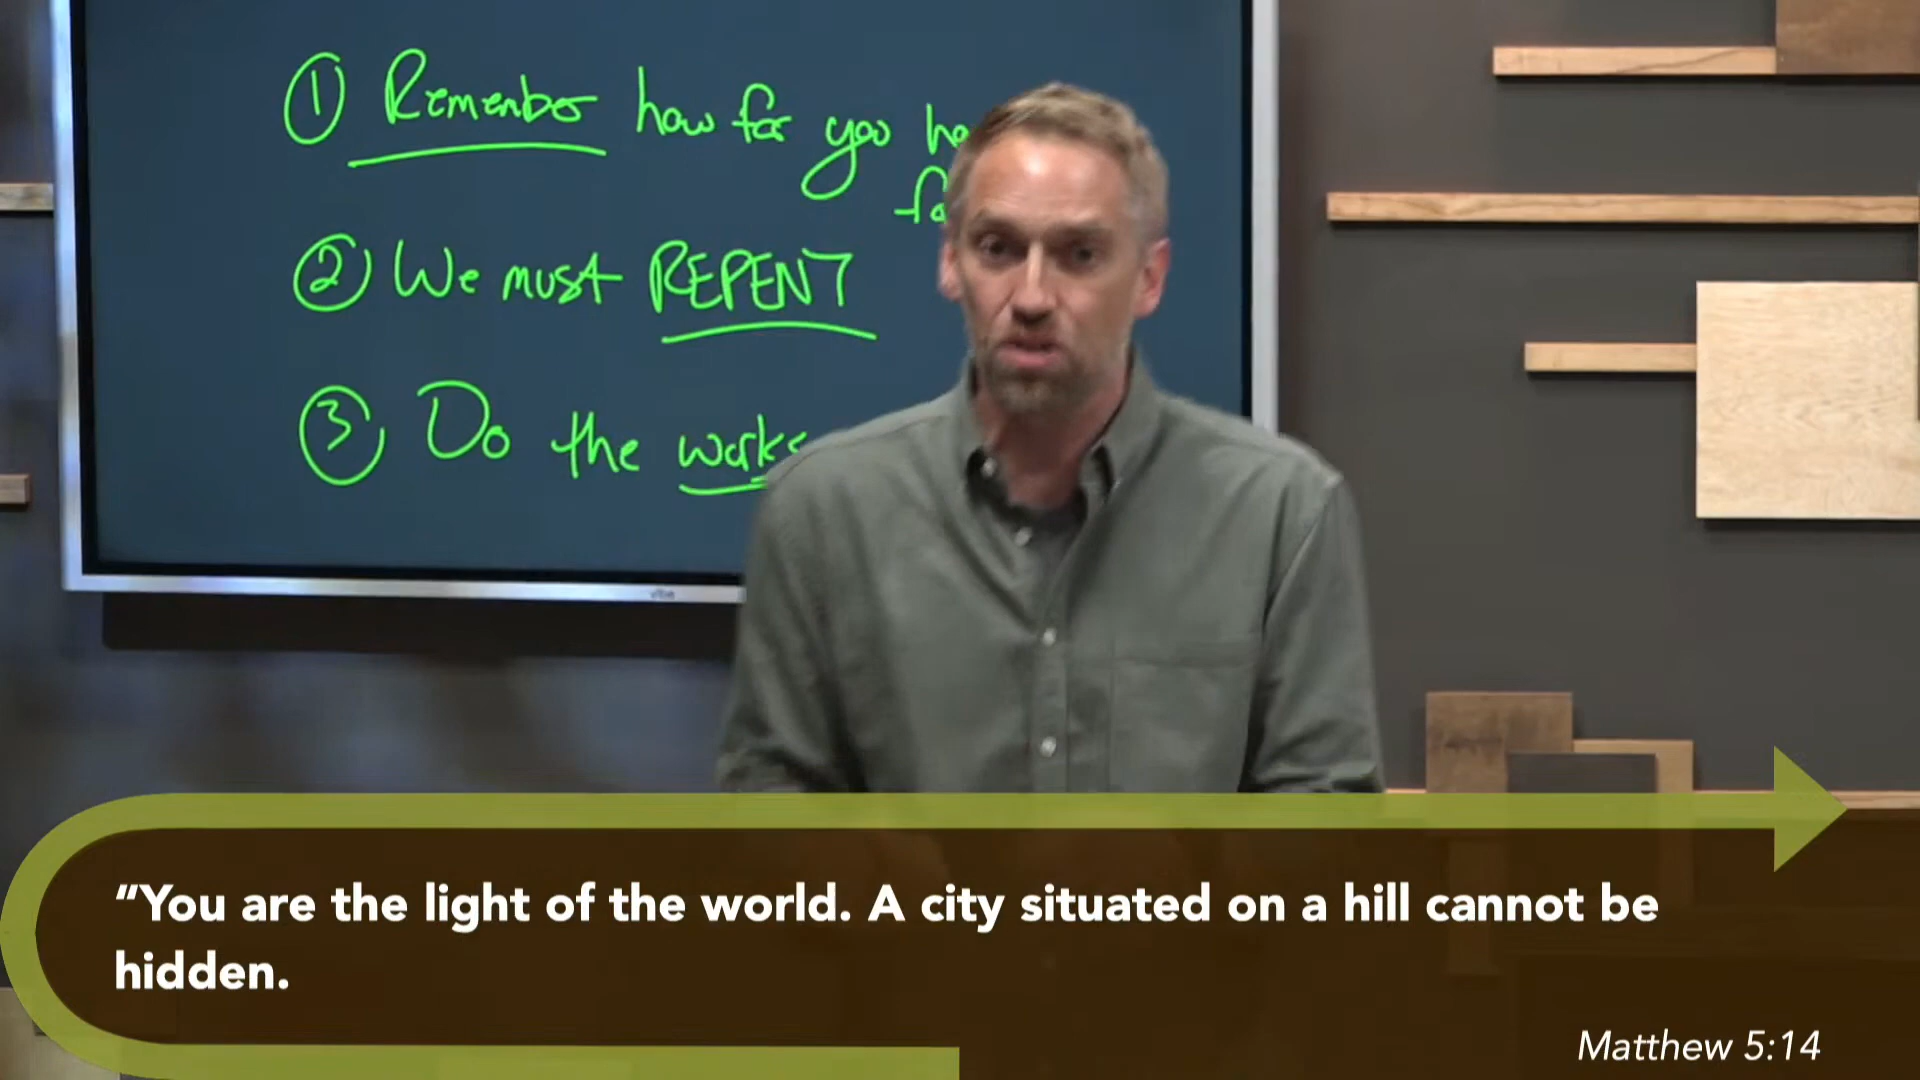 ① Remember how far you
② We must REPENT
③ Do the works
“You are the light of the world. A city situated on a hill cannot be
hidden.
Matthew 5:14